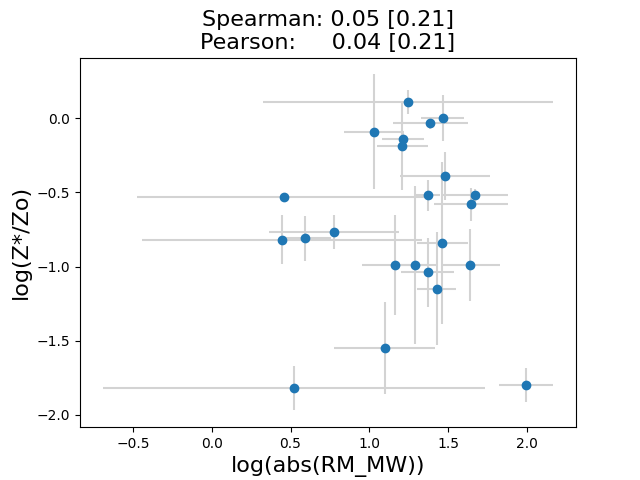 Spearman: 0.05 [0.21]
Pearson: 0.04 [0.21]
0.0
−0.5
−1.0
−1.5
−2.0
log(Z*/Zo)
−0.5 0.0 0.5 1.0 1.5 2.0
log(abs(RM_MW))